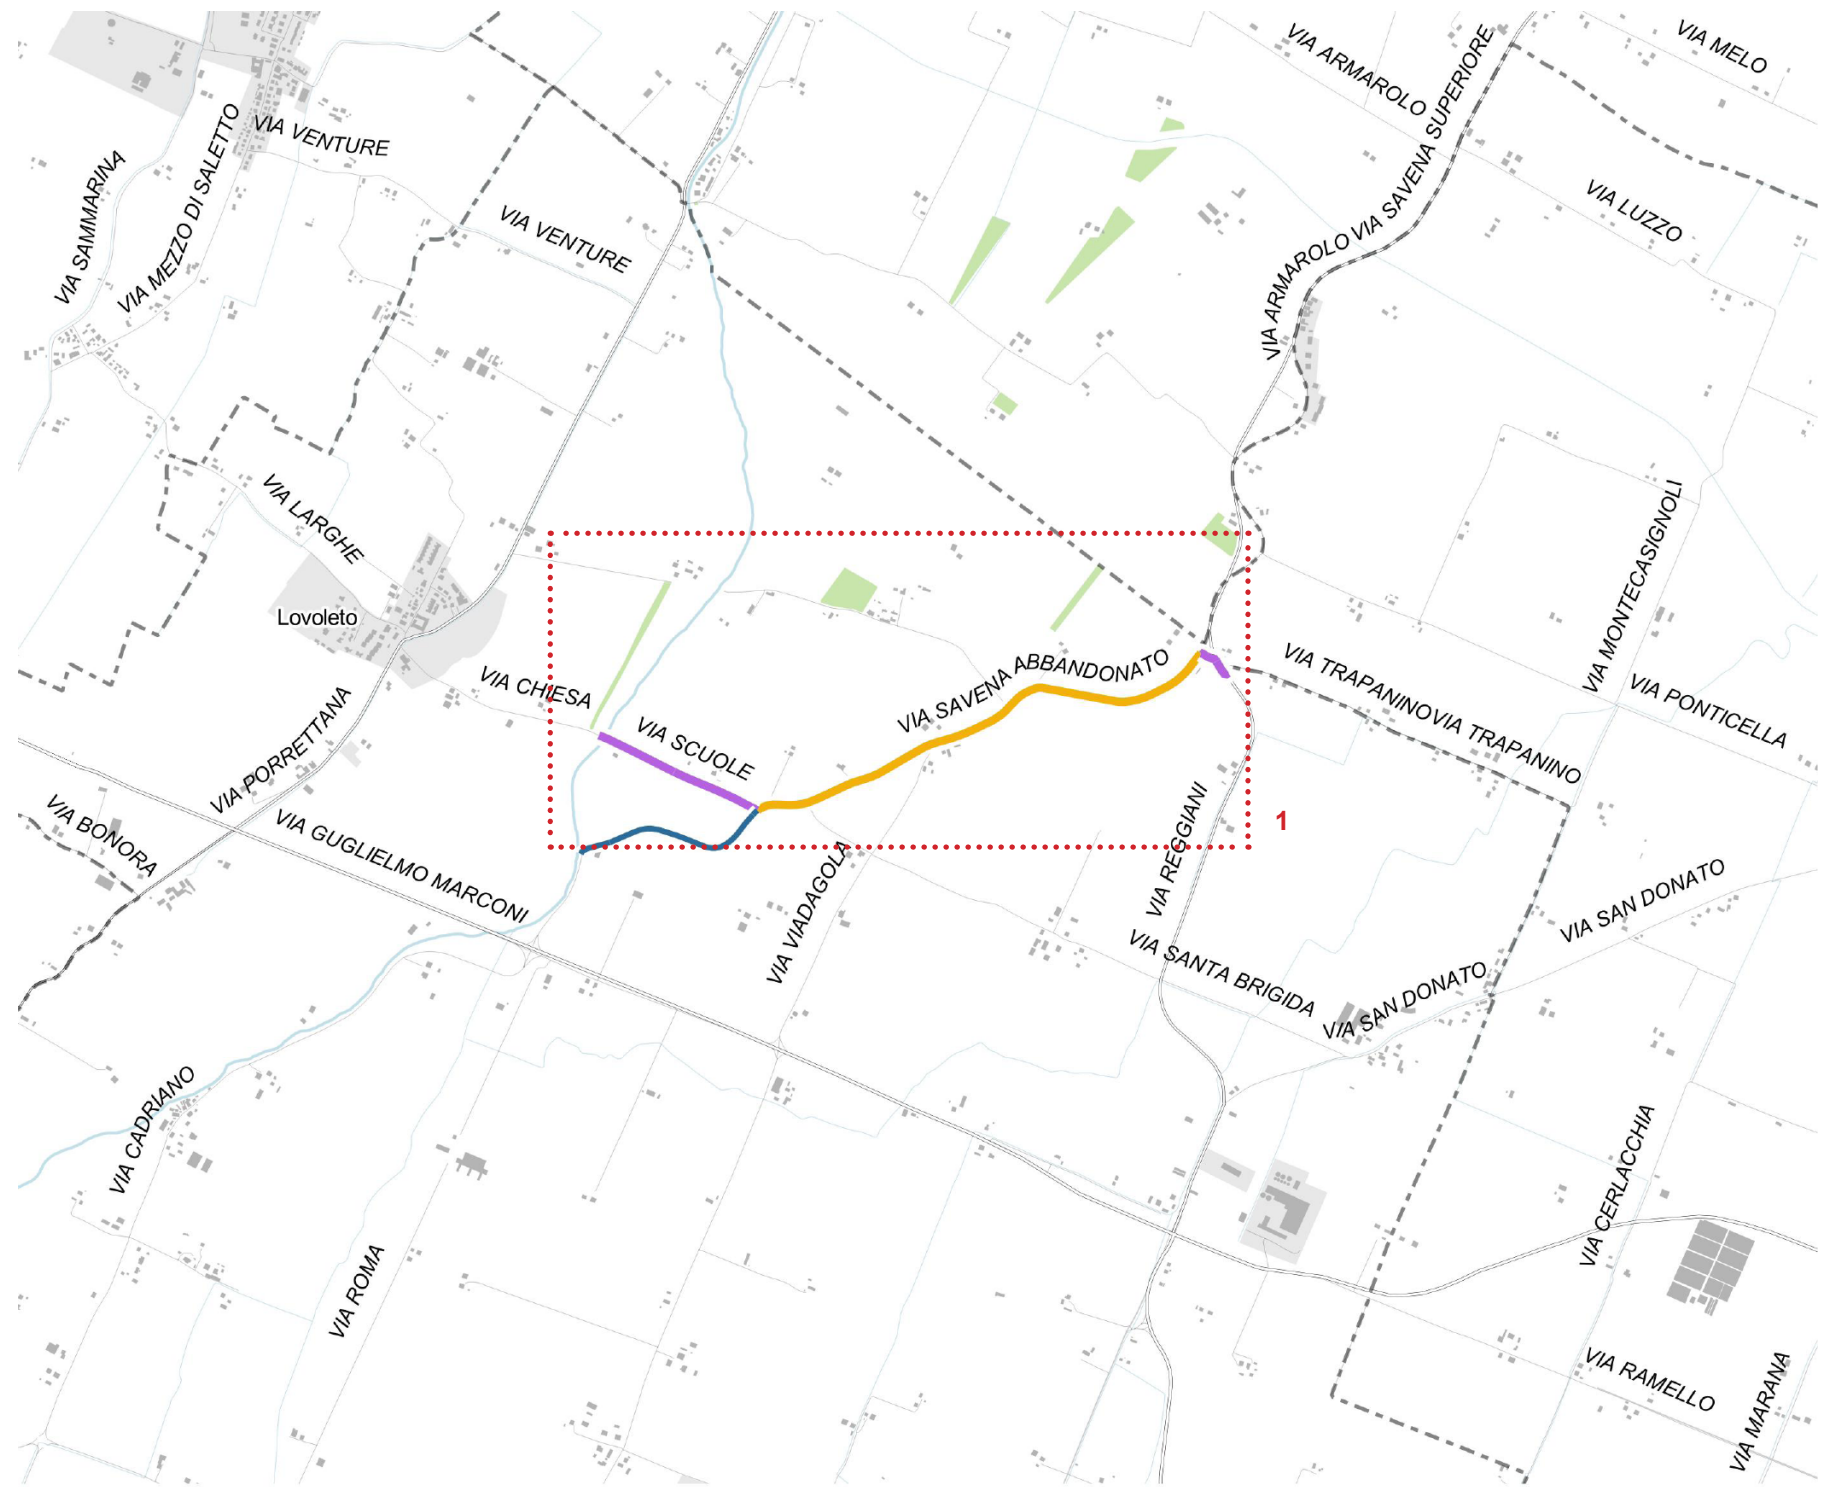 VIA MELO
VIA ARMAROLO
VIA SAVENA SUPERIORE
VIA VENTURE
VIA MEZZO DI SALETTO
VIA SAMMARINA
VIA VENTURE
VIA LUZZO
VIA ARMAROLO
VIA LARGHE
VIA MONTECASIGNOLI
Lovoleto
VIA CHIESA
VIA SAVENA ABBANDONATO
VIA TRAPANINO
VIA TRAPANINO
VIA PONTICELLA
VIA SCUOLE
VIA PORRETTANA
VIA BONORA
VIA GUGLIELMO MARCONI
1
VIA REGGIANI
VIA VIADAGOLA
VIA SAN DONATO
VIA SANTA BRIGIDA
VIA SAN DONATO
VIA CADRIANO
VIA CERLACCHIA
VIA ROMA
VIA RAMELLO
VIA MARANA